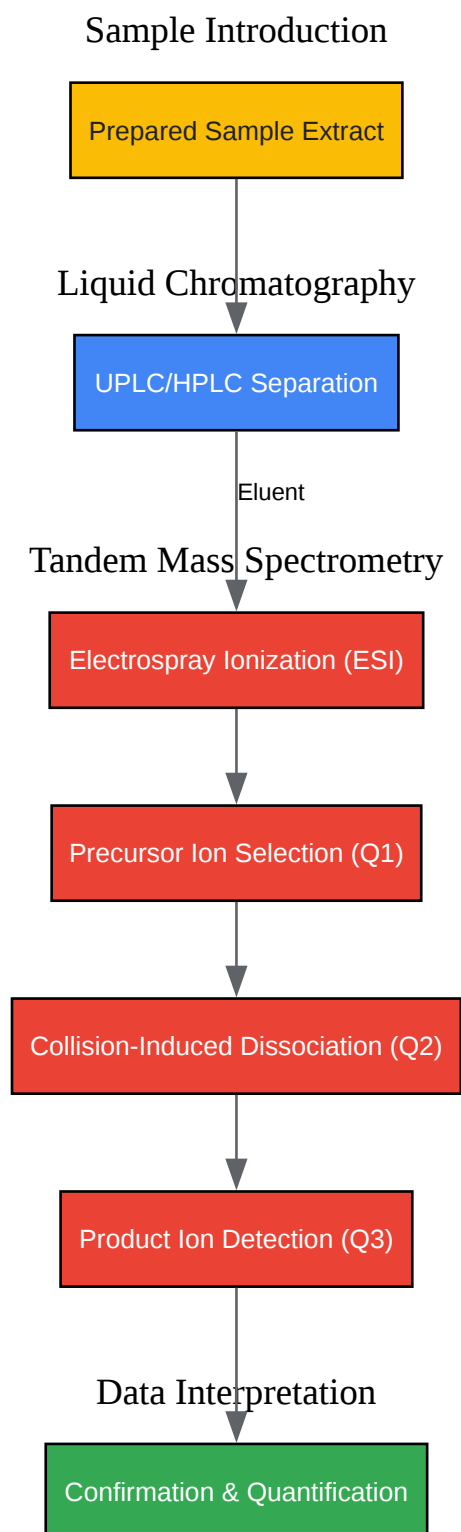 Sample Introduction
Prepared Sample Extract
Liquid Chromatography
UPLC/HPLC Separation
Eluent
Tandem Mass Spectrometry
Electrospray Ionization (ESI)
Precursor Ion Selection (Q1)
Collision-Induced Dissociation (Q2)
Product Ion Detection (Q3)
Data Interpretation
Confirmation & Quantification